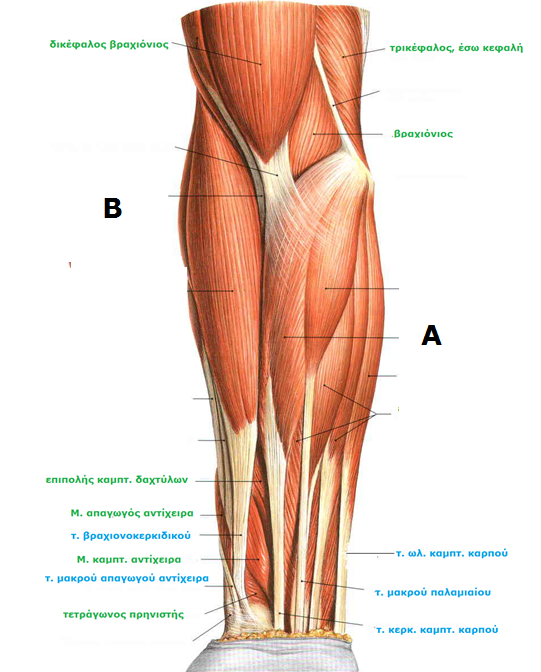 δικέφαλος βραχιόνιος
τρικέφαλος, έσω κεφαλή
βραχιόνιος
B
A
επιπολής καμπτ. δαχτύλων
Μ. απαγωγός αντίχειρα
τ. βραχιονοκερκιδικού
τ. ωλ. καμπτ. καρπού
Μ. καμπτ. αντίχειρα
τ. μακρού απαγωγού αντίχειρα
τ. μακρού παλαμιαίου
τετράγωνος πρηνιστής
τ. κερκ. καμπτ. καρπού